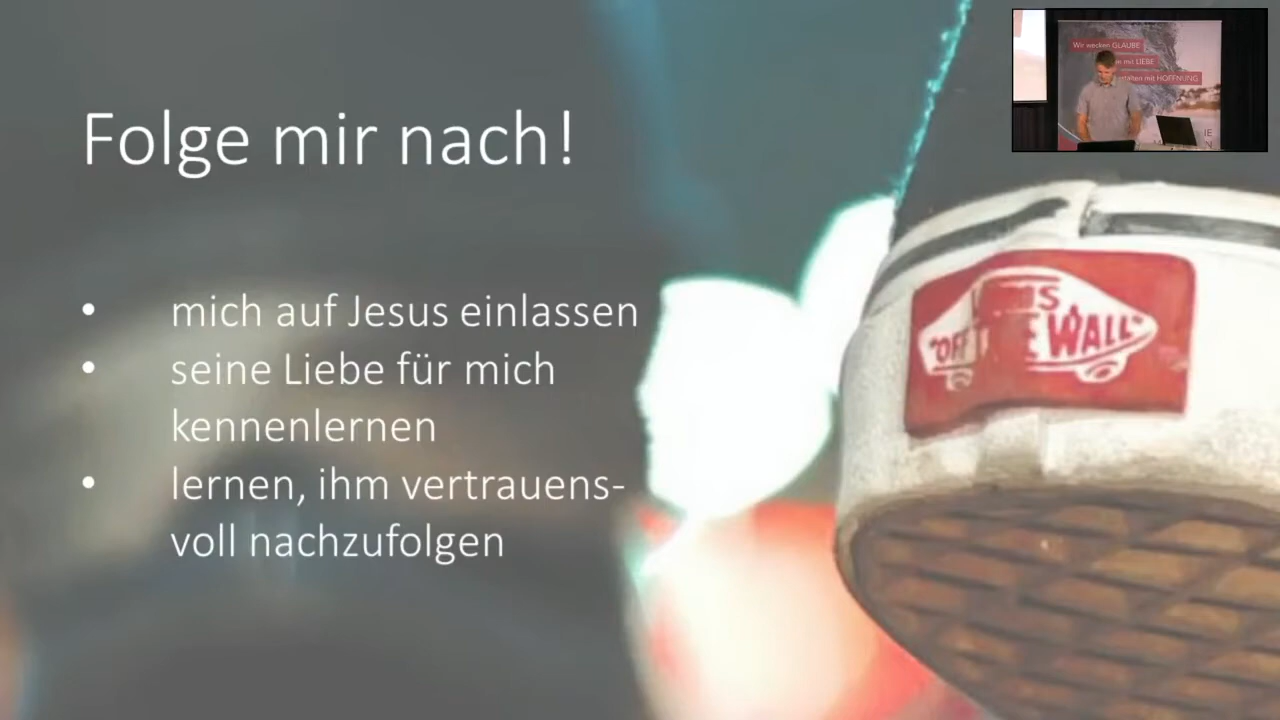 Folge mir nach!
• mich auf Jesus einlassen
• seine Liebe für mich
kennenlernen
• lernen, ihm vertrauens-
voll nachzufolgen
Wir wecken GLAUBE
mit LIEBE
mit HOFFNUNG
"OFF
WALL"